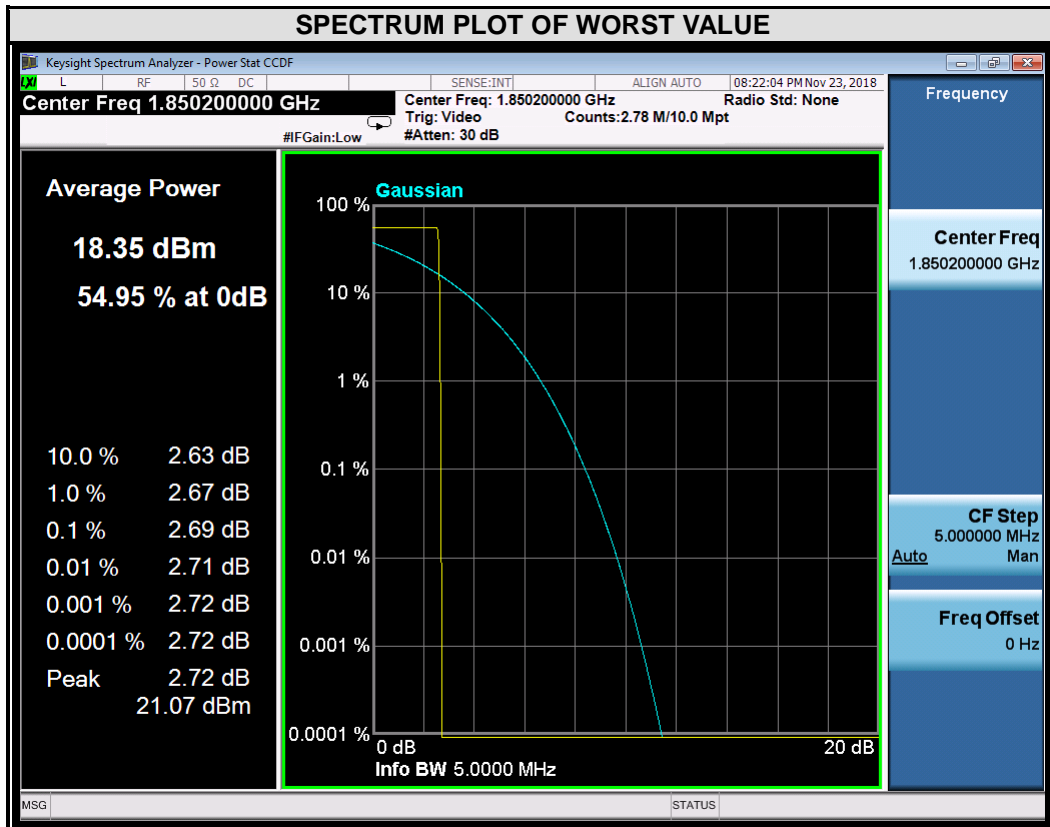 SPECTRUM PLOT OF WORST VALUE
Keysight Spectrum Analyzer - Power Stat CCDF
LXI L RF 50 Ω DC SENSE:INT ALIGN AUTO 08:22:04 PM Nov 23, 2018
Center Freq 1.850200000 GHz
Center Freq: 1.850200000 GHz Radio Std: None
Trig: Video Counts:2.78 M/10.0 Mpt
#IFGain:Low #Atten: 30 dB
Frequency
Average Power
18.35 dBm
54.95 % at 0dB
10.0 % 2.63 dB
1.0 % 2.67 dB
0.1 % 2.69 dB
0.01 % 2.71 dB
0.001 % 2.72 dB
0.0001 % 2.72 dB
Peak 2.72 dB
21.07 dBm
Gaussian
100 %
10 %
1 %
0.1 %
0.01 %
0.001 %
0.0001 %
0 dB 20 dB
Info BW 5.0000 MHz
Center Freq
1.850200000 GHz
CF Step
5.000000 MHz
Auto Man
Freq Offset
0 Hz
MSG STATUS